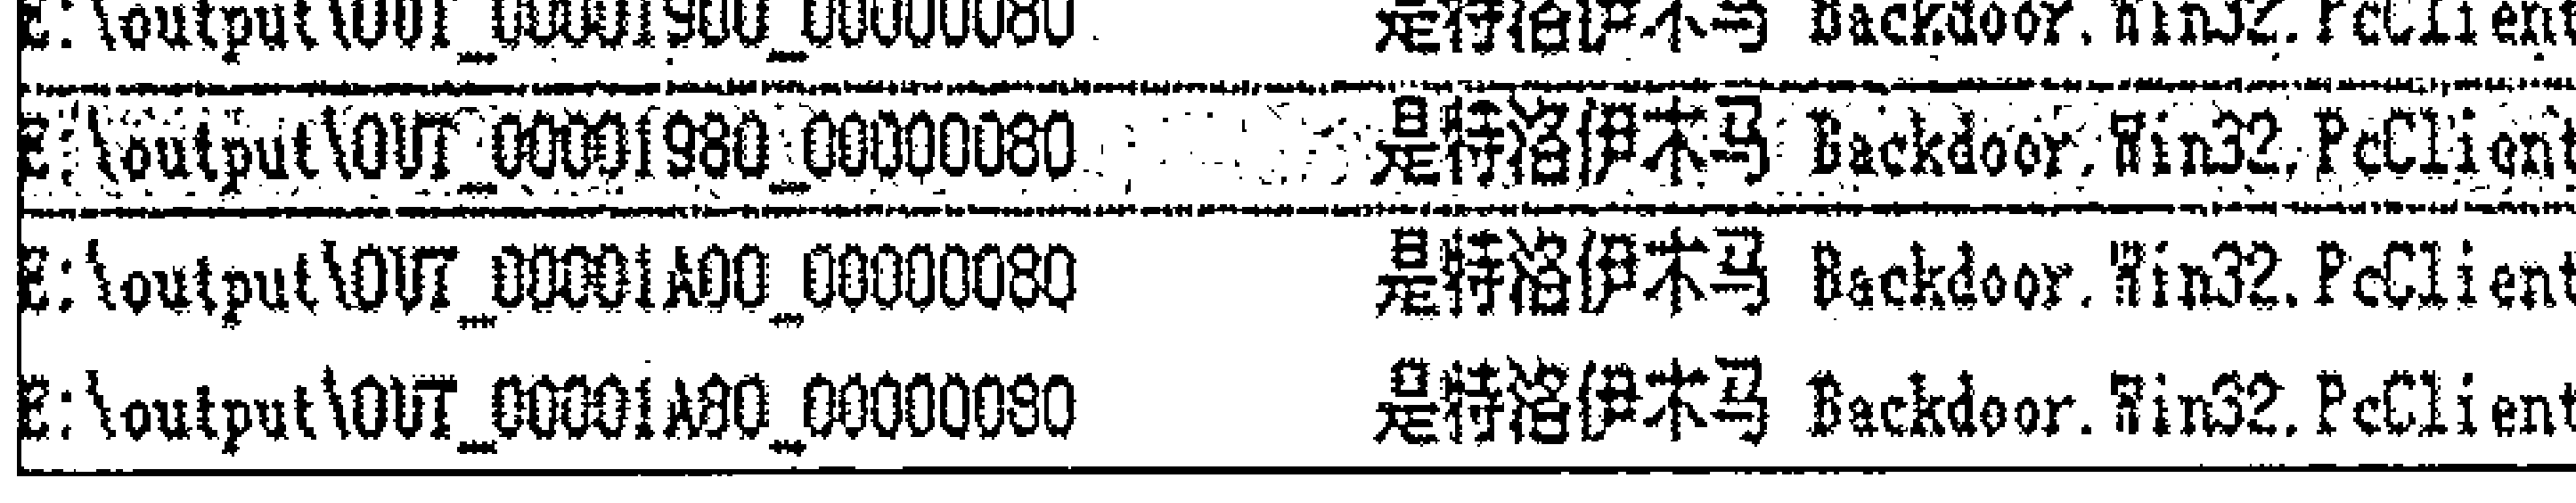 E:\output\OUT_00001900_00000080 是特洛伊木马 Backdoor.Win32.PcClient
E:\output\OUT_00001980_00000080 是特洛伊木马 Backdoor.Win32.PcClient
E:\output\OUT_00001A00_00000080 是特洛伊木马 Backdoor.Win32.PcClient
E:\output\OUT_00001A80_00000080 是特洛伊木马 Backdoor.Win32.PcClient